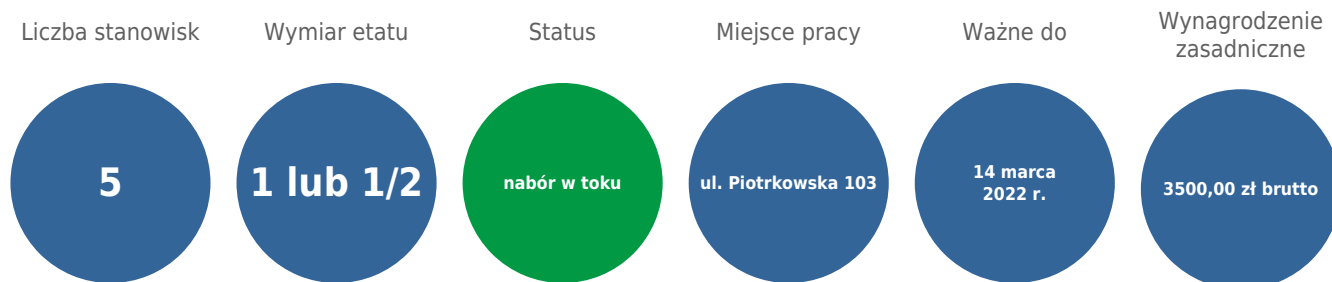 Liczba stanowisk
5
Wymiar etatu
1 lub 1/2
Status
nabór w toku
Miejsce pracy
ul. Piotrkowska 103
Ważne do
14 marca
2022 r.
Wynagrodzenie
zasadnicze
3500,00 zł brutto